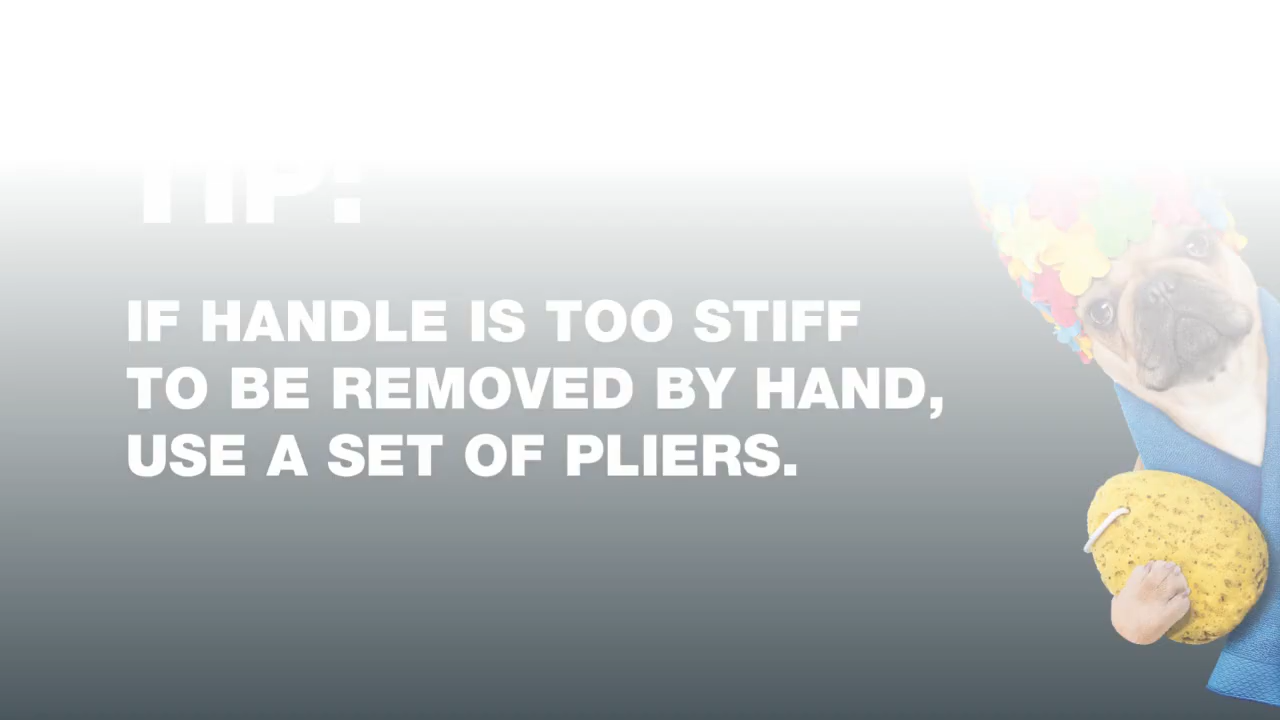 TIP:
IF HANDLE IS TOO STIFF
TO BE REMOVED BY HAND,
USE A SET OF PLIERS.